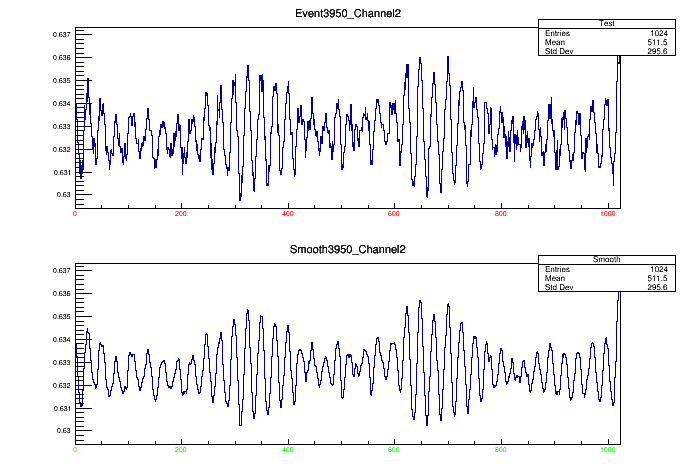 Event3950_Channel2
Test
Entries 1024
Mean 511.5
Std Dev 295.6
0.637
0.636
0.635
0.634
0.633
0.632
0.631
0.63
0 200 400 600 800 1000
Smooth3950_Channel2
Smooth
Entries 1024
Mean 511.5
Std Dev 295.6
0.637
0.636
0.635
0.634
0.633
0.632
0.631
0.63
0 200 400 600 800 1000